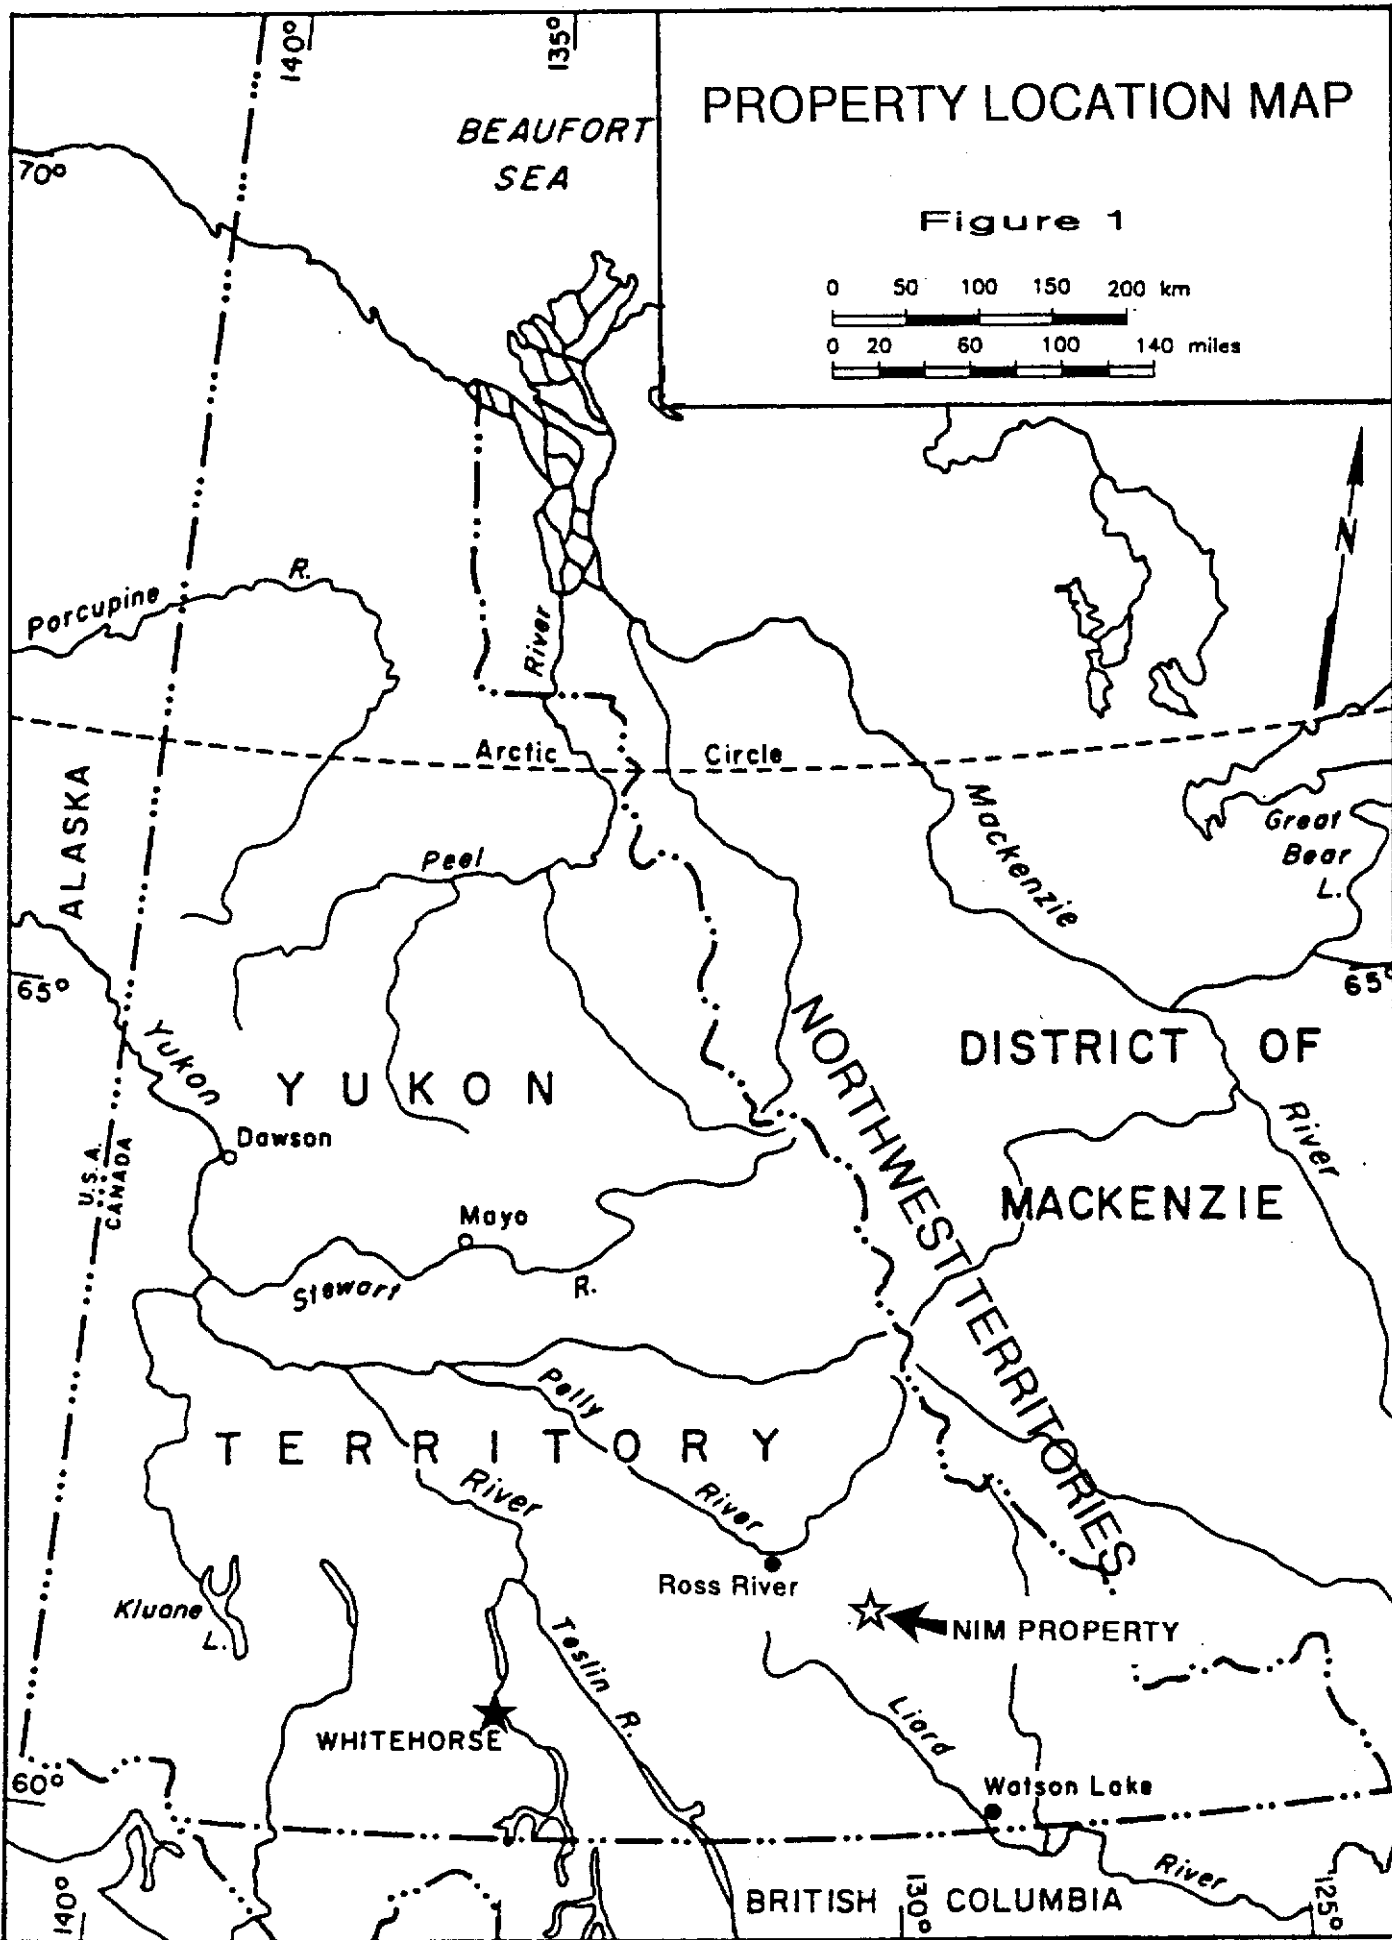 140°
135°
PROPERTY LOCATION MAP
BEAUFORT
SEA
70°
Figure 1
0 50 100 150 200 km
0 20 60 100 140 miles
N
Porcupine R.
River
Arctic Circle
ALASKA
Mackenzie
Great
Bear
L.
Peel
65°
65°
Yukon
NORTHWEST TERRITORIES
DISTRICT OF
YUKON
River
Dawson
U.S.A.
CANADA
MACKENZIE
Mayo
Stewart R.
Pelly
TERRITORY
River
River
Ross River
Kluane
L.
NIM PROPERTY
Teslin R.
Liard
WHITEHORSE
60°
Watson Lake
River
BRITISH COLUMBIA
140°
130°
125°